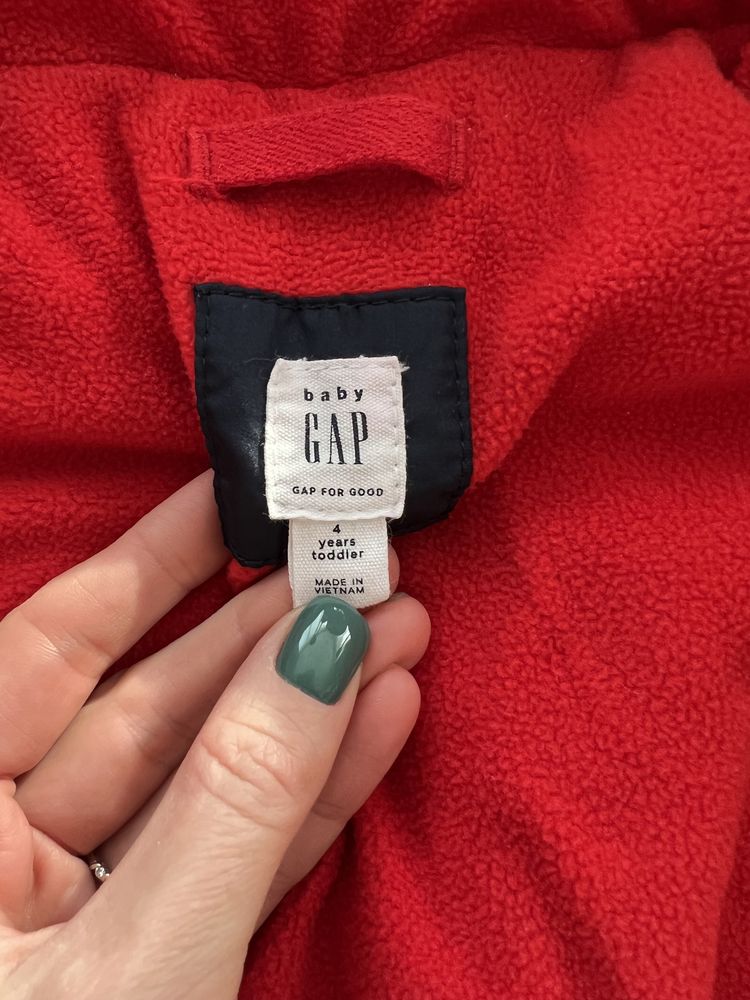 baby
GAP
GAP FOR GOOD
4
years
toddler
MADE IN
VIETNAM